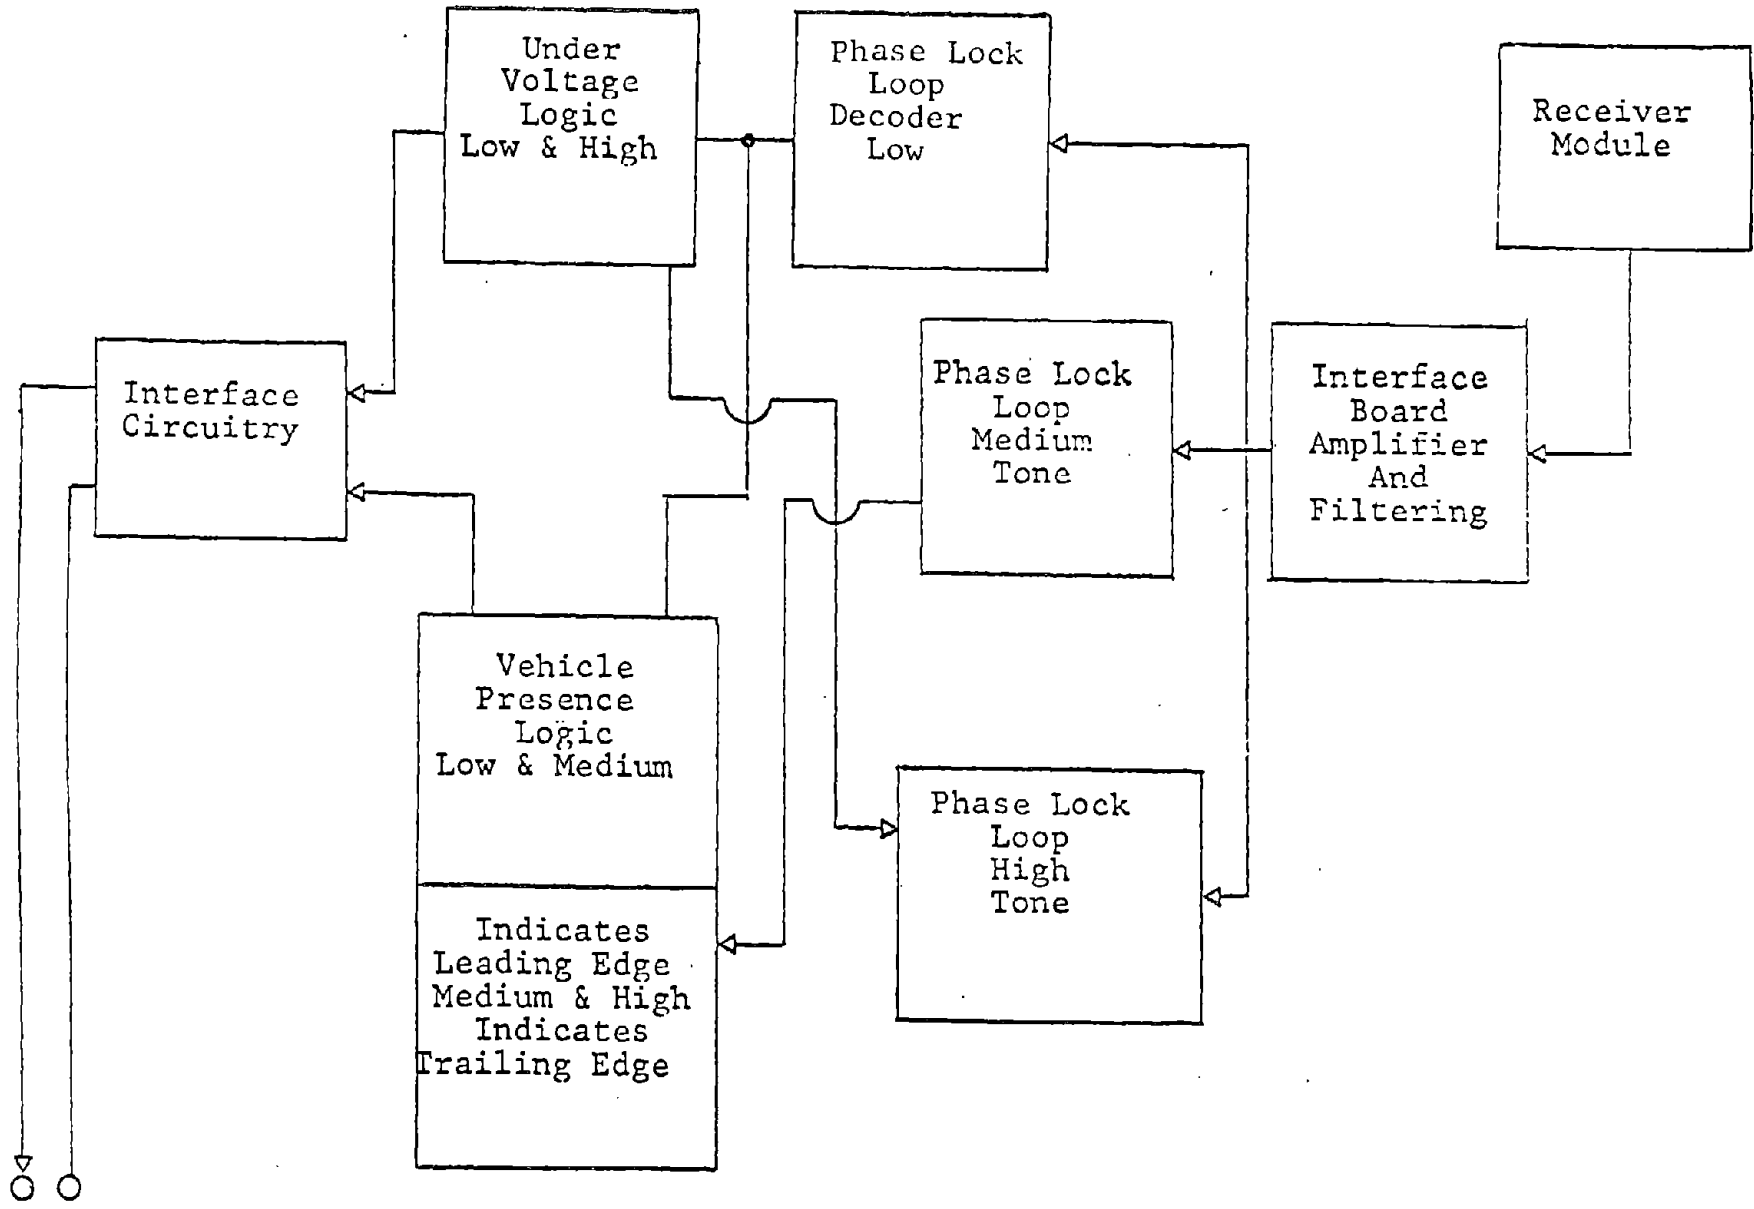 Under
Voltage
Logic
Low & High
Phase Lock
Loop
Decoder
Low
Receiver
Module
Interface
Circuitry
Phase Lock
Loop
Medium
Tone
Interface
Board
Amplifier
And
Filtering
Vehicle
Presence
Logic
Low & Medium
Phase Lock
Loop
High
Tone
Indicates
Leading Edge
Medium & High
Indicates
Trailing Edge